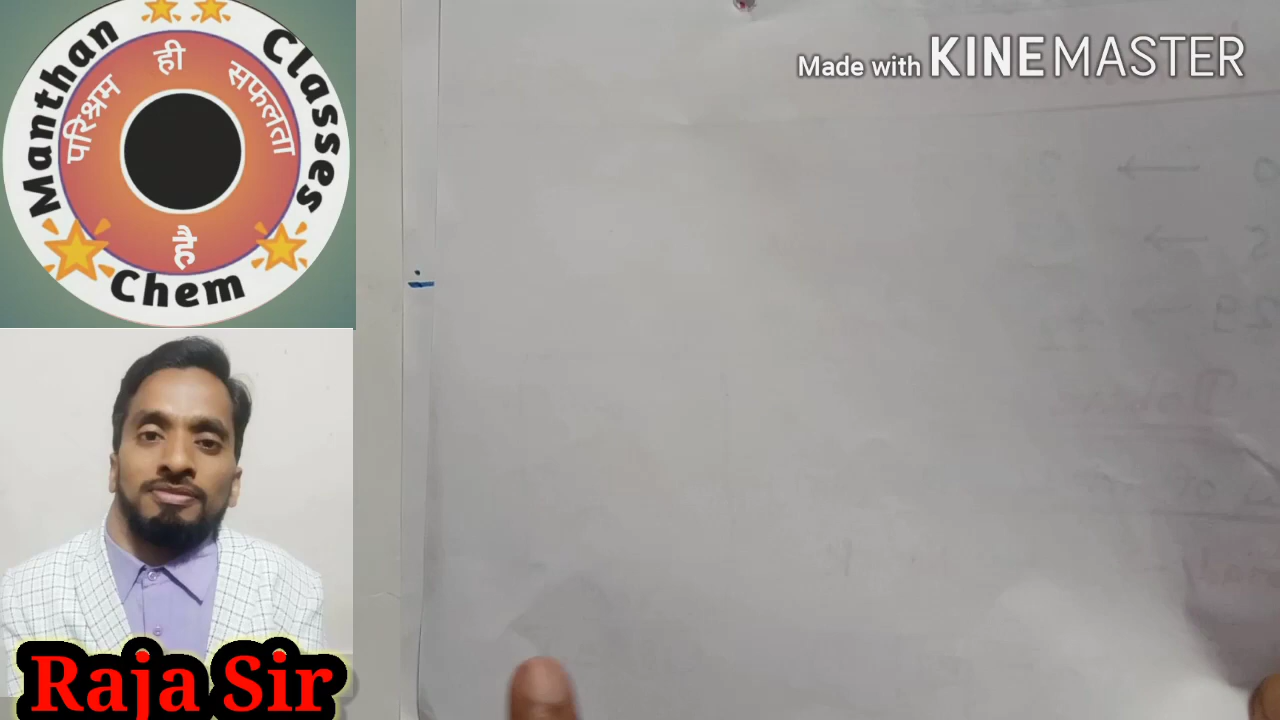 Manthan Classes
परिश्रम ही सफलता
है
Chem
Made with KINEMASTER
Raja Sir